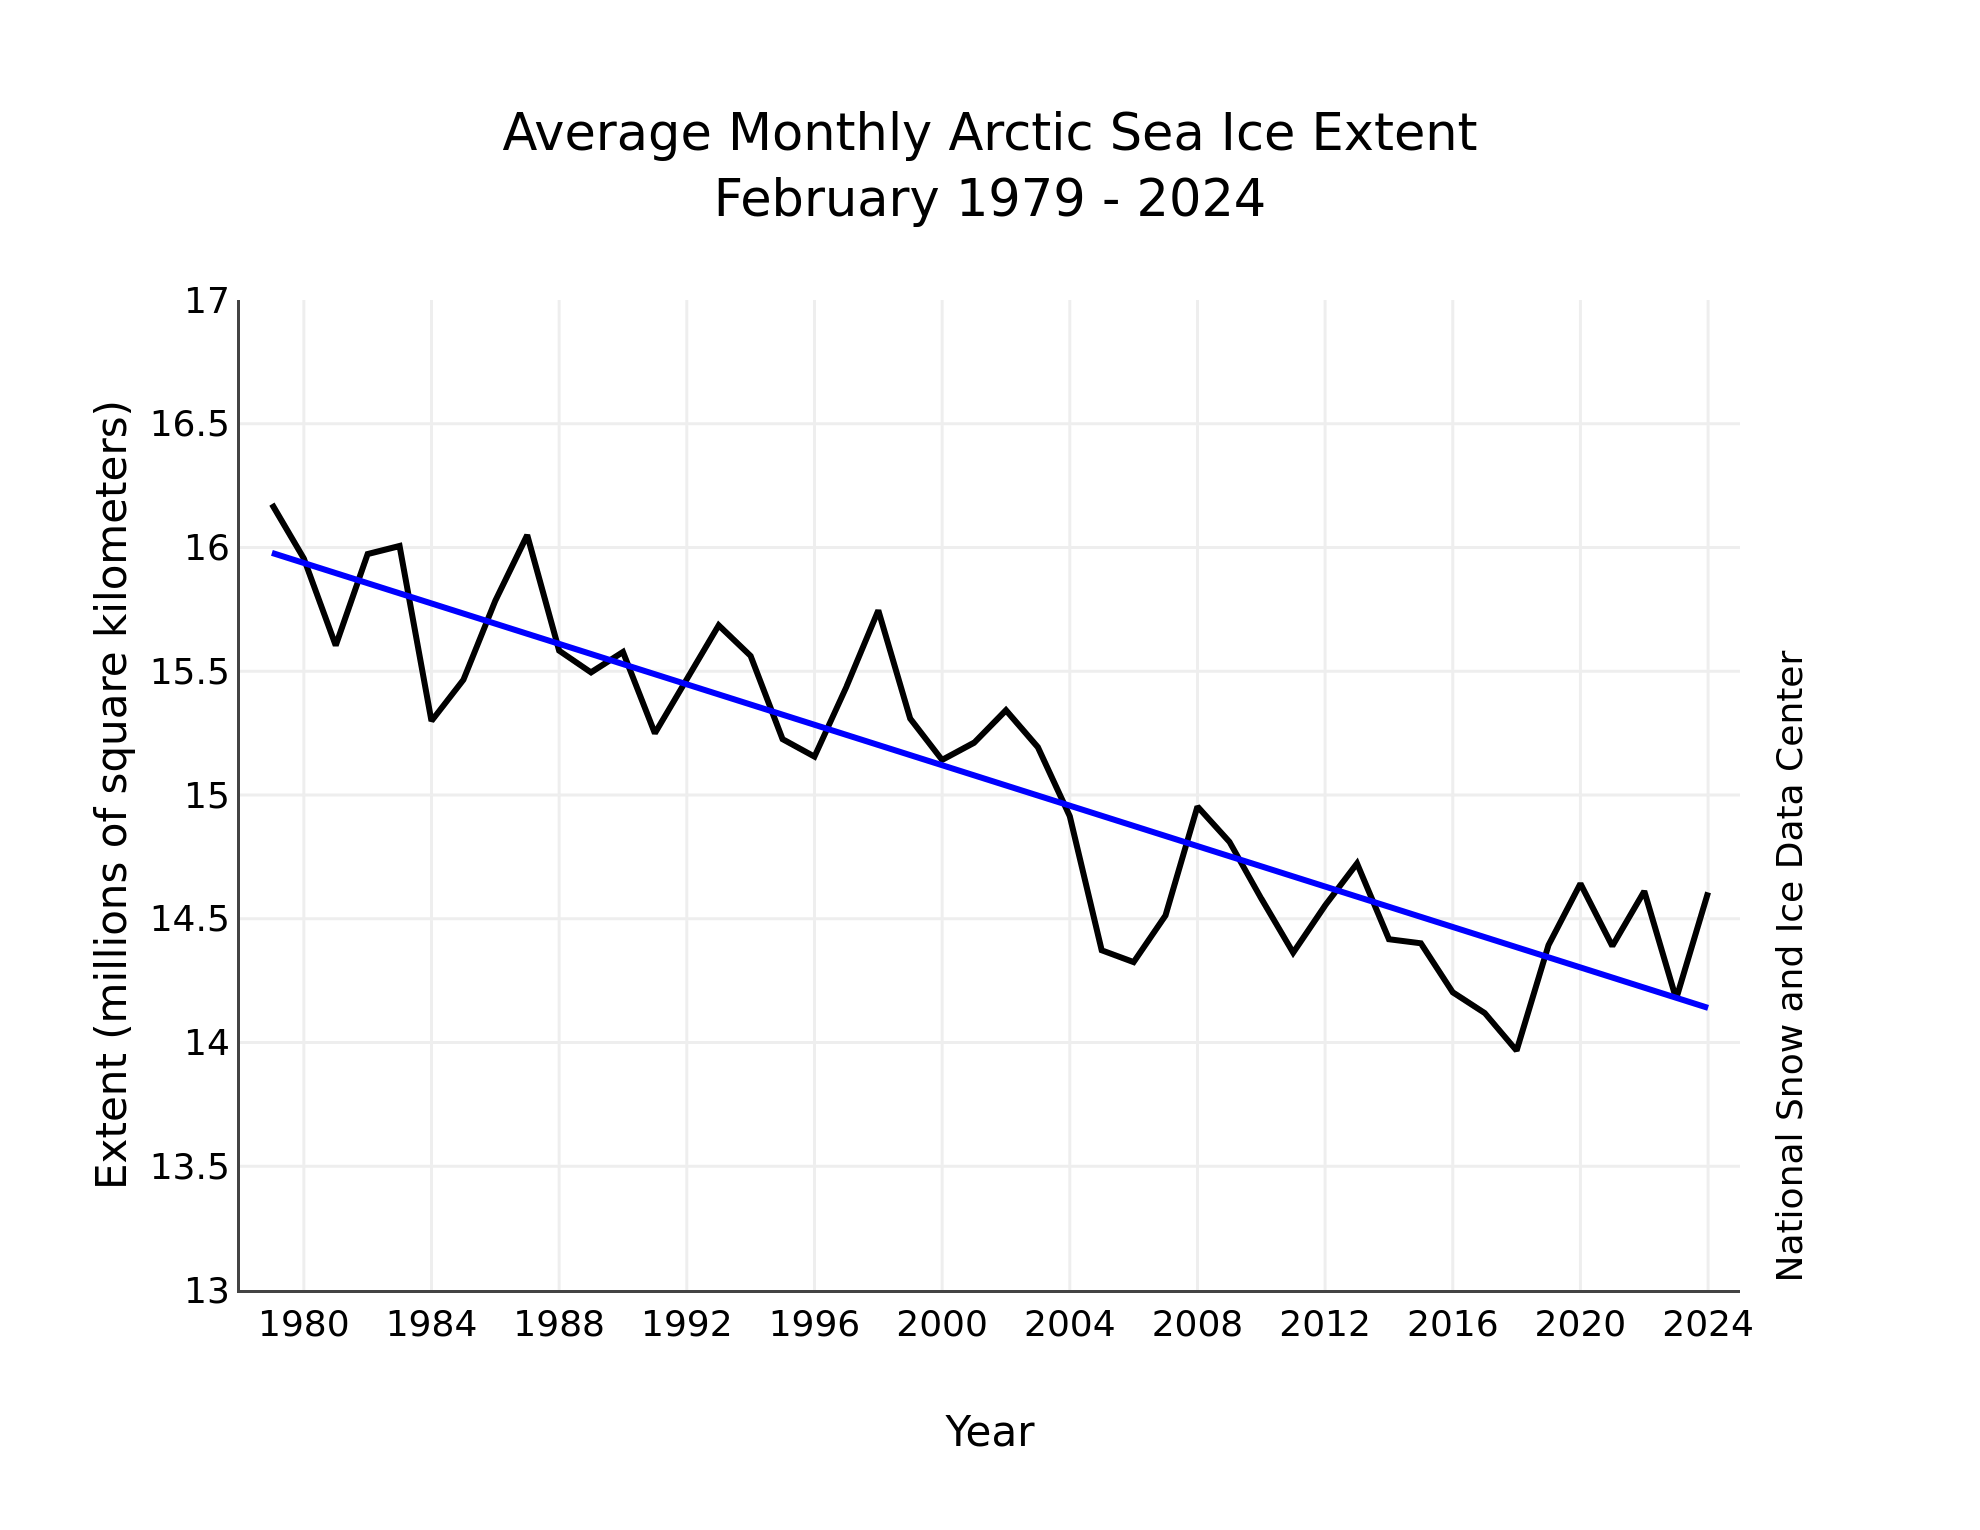 Average Monthly Arctic Sea Ice Extent
February 1979 - 2024
Extent (millions of square kilometers)
17
16.5
16
15.5
15
14.5
14
13.5
13
1980 1984 1988 1992 1996 2000 2004 2008 2012 2016 2020 2024
Year
National Snow and Ice Data Center